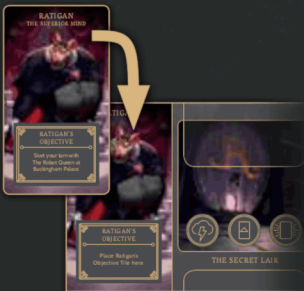 RATIGAN
THE SUPERIOR MIND
RATIGAN'S
OBJECTIVE
Start your turn with
The Robot Queen at
Buckingham Palace
RATIGAN'S
OBJECTIVE
Place Ratigan's
Objective Tile here
THE SECRET LAIR